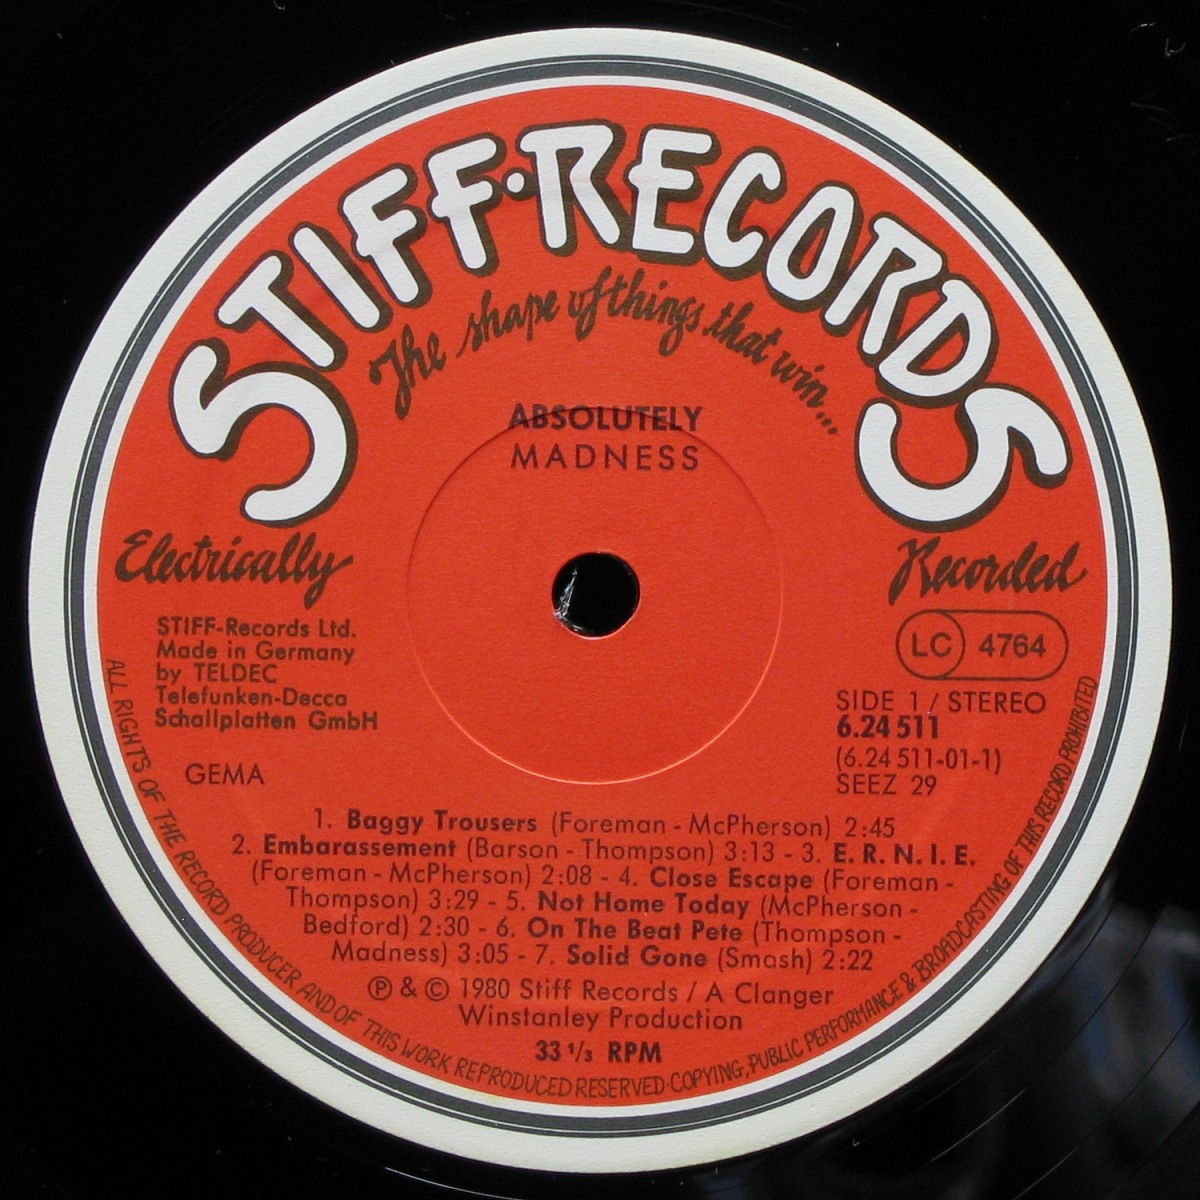 STIFF·RECORDS
The shape of things that win...
ABSOLUTELY
MADNESS
Electrically
Recorded
STIFF-Records Ltd.
Made in Germany
by TELDEC
Telefunken-Decca
Schallplatten GmbH
GEMA
LC 4764
SIDE 1 / STEREO
6.24 511
(6.24 511-01-1)
SEEZ 29
1. Baggy Trousers (Foreman - McPherson) 2:45
2. Embarassement (Barson - Thompson) 3:13 - 3. E. R. N. I. E.
(Foreman - McPherson) 2:08 - 4. Close Escape (Foreman -
Thompson) 3:29 - 5. Not Home Today (McPherson -
Bedford) 2:30 - 6. On The Beat Pete (Thompson -
Madness) 3:05 - 7. Solid Gone (Smash) 2:22
℗ & © 1980 Stiff Records / A Clanger
Winstanley Production
33 1/3 RPM
ALL RIGHTS OF THE RECORD PRODUCER AND OF THIS WORK REPRODUCED RESERVED·COPYING, PUBLIC PERFORMANCE & BROADCASTING OF THIS RECORD PROHIBITED